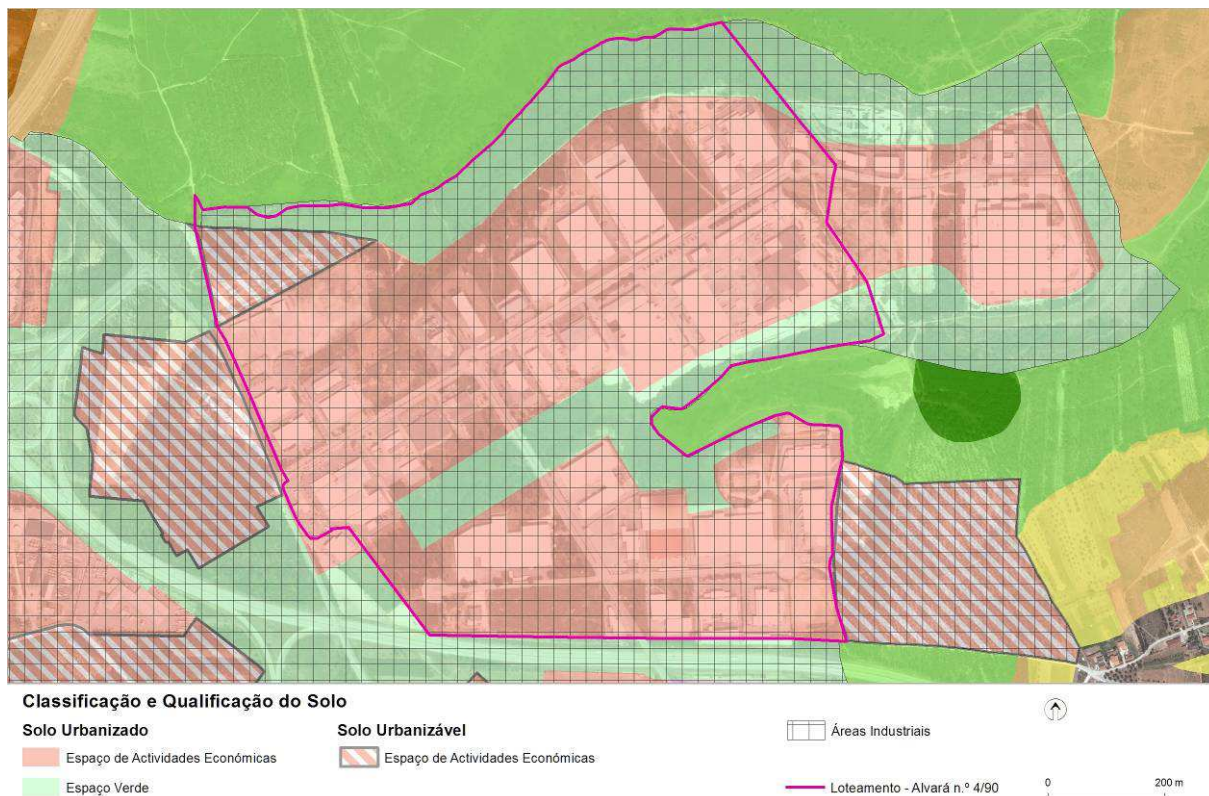 Classificação e Qualificação do Solo
Solo Urbanizado
Espaço de Actividades Económicas
Espaço Verde
Solo Urbanizável
Espaço de Actividades Económicas
Áreas Industriais
Loteamento - Alvará n.º 4/90
0 200 m